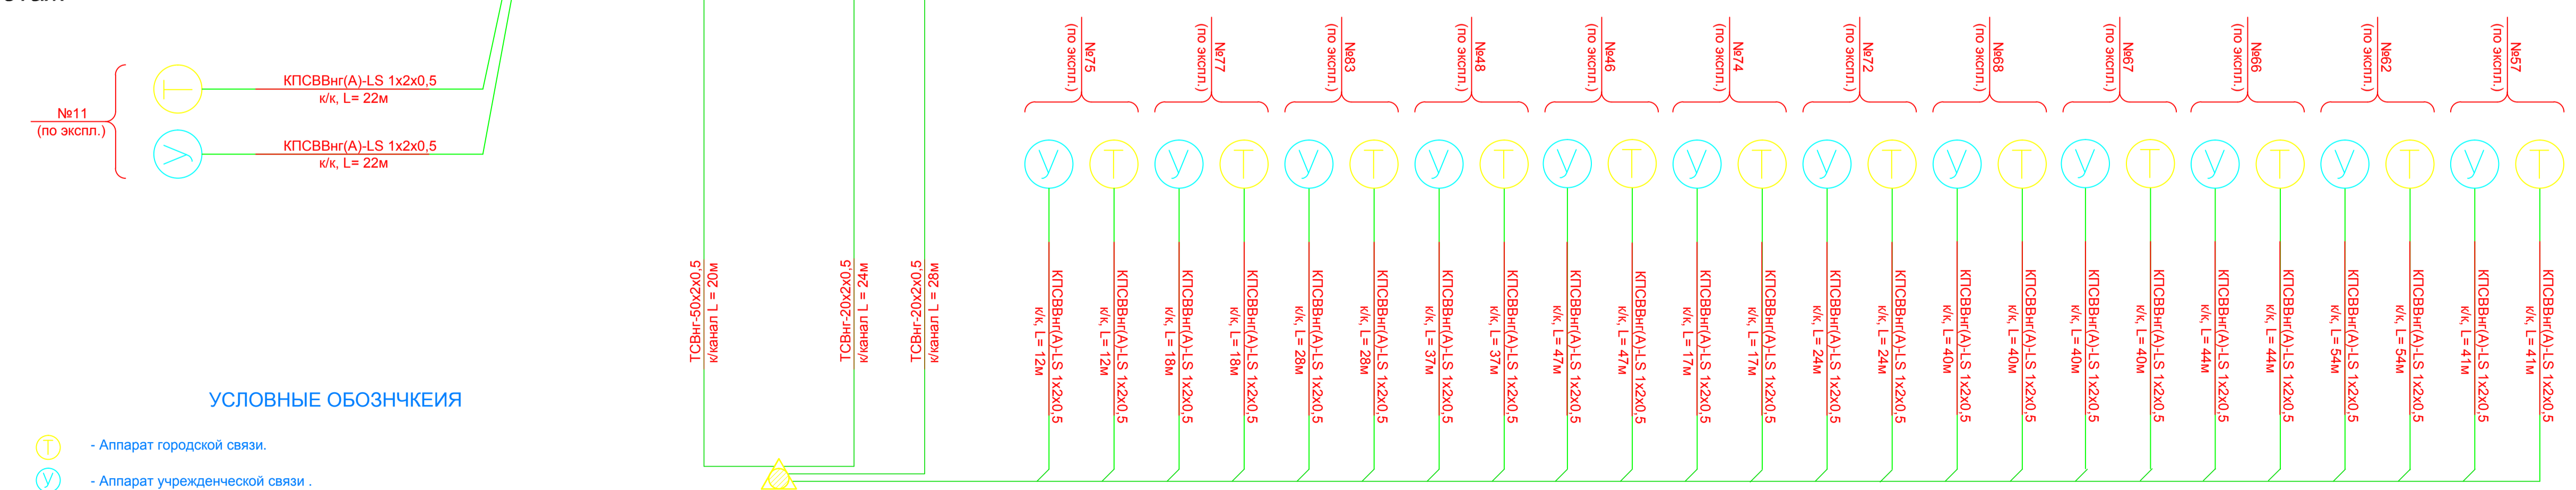 №11
(по экспл.)
Т
КПСВВнг(А)-LS 1х2х0,5
к/к, L= 22м
У
КПСВВнг(А)-LS 1х2х0,5
к/к, L= 22м
УСЛОВНЫЕ ОБОЗНЧКЕИЯ
Т
- Аппарат городской связи.
У
- Аппарат учрежденческой связи .
ТСВнг-50х2х0,5
к/канал L = 20м
ТСВнг-20х2х0,5
к/канал L = 24м
ТСВнг-20х2х0,5
к/канал L = 28м
№75
(по экспл.)
У
КПСВВнг(А)-LS 1х2х0,5
к/к, L= 12м
Т
КПСВВнг(А)-LS 1х2х0,5
к/к, L= 12м
№77
(по экспл.)
У
КПСВВнг(А)-LS 1х2х0,5
к/к, L= 18м
Т
КПСВВнг(А)-LS 1х2х0,5
к/к, L= 18м
№83
(по экспл.)
У
КПСВВнг(А)-LS 1х2х0,5
к/к, L= 28м
Т
КПСВВнг(А)-LS 1х2х0,5
к/к, L= 28м
№48
(по экспл.)
У
КПСВВнг(А)-LS 1х2х0,5
к/к, L= 37м
Т
КПСВВнг(А)-LS 1х2х0,5
к/к, L= 37м
№46
(по экспл.)
У
КПСВВнг(А)-LS 1х2х0,5
к/к, L= 47м
Т
КПСВВнг(А)-LS 1х2х0,5
к/к, L= 47м
№74
(по экспл.)
У
КПСВВнг(А)-LS 1х2х0,5
к/к, L= 17м
Т
КПСВВнг(А)-LS 1х2х0,5
к/к, L= 17м
№72
(по экспл.)
У
КПСВВнг(А)-LS 1х2х0,5
к/к, L= 24м
Т
КПСВВнг(А)-LS 1х2х0,5
к/к, L= 24м
№68
(по экспл.)
У
КПСВВнг(А)-LS 1х2х0,5
к/к, L= 40м
Т
КПСВВнг(А)-LS 1х2х0,5
к/к, L= 40м
№67
(по экспл.)
У
КПСВВнг(А)-LS 1х2х0,5
к/к, L= 40м
Т
КПСВВнг(А)-LS 1х2х0,5
к/к, L= 40м
№66
(по экспл.)
У
КПСВВнг(А)-LS 1х2х0,5
к/к, L= 44м
Т
КПСВВнг(А)-LS 1х2х0,5
к/к, L= 44м
№62
(по экспл.)
У
КПСВВнг(А)-LS 1х2х0,5
к/к, L= 54м
Т
КПСВВнг(А)-LS 1х2х0,5
к/к, L= 54м
№57
(по экспл.)
У
КПСВВнг(А)-LS 1х2х0,5
к/к, L= 41м
Т
КПСВВнг(А)-LS 1х2х0,5
к/к, L= 41м